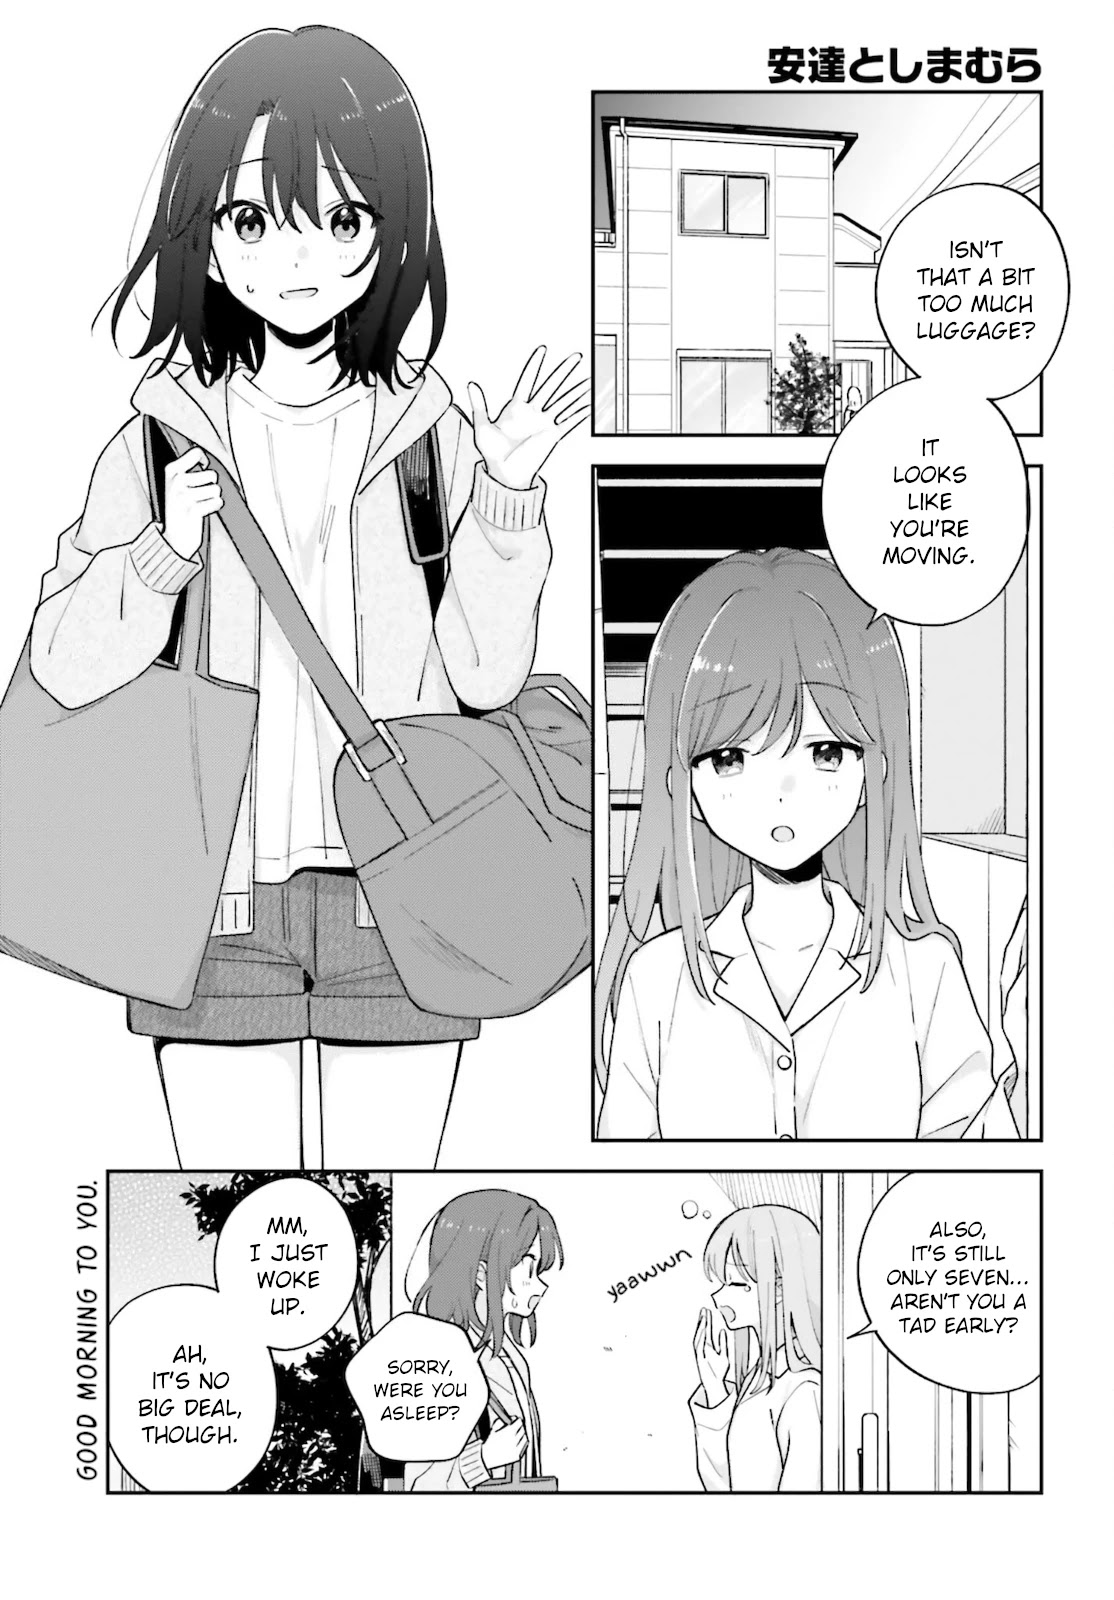 安達としまむら
ISN'T
THAT A BIT
TOO MUCH
LUGGAGE?
IT
LOOKS
LIKE
YOU'RE
MOVING.
ALSO,
IT'S STILL
ONLY SEVEN...
AREN'T YOU A
TAD EARLY?
yaawwn
SORRY,
WERE YOU
ASLEEP?
MM,
I JUST
WOKE
UP.
AH,
IT'S NO
BIG DEAL,
THOUGH.
GOOD MORNING TO YOU.